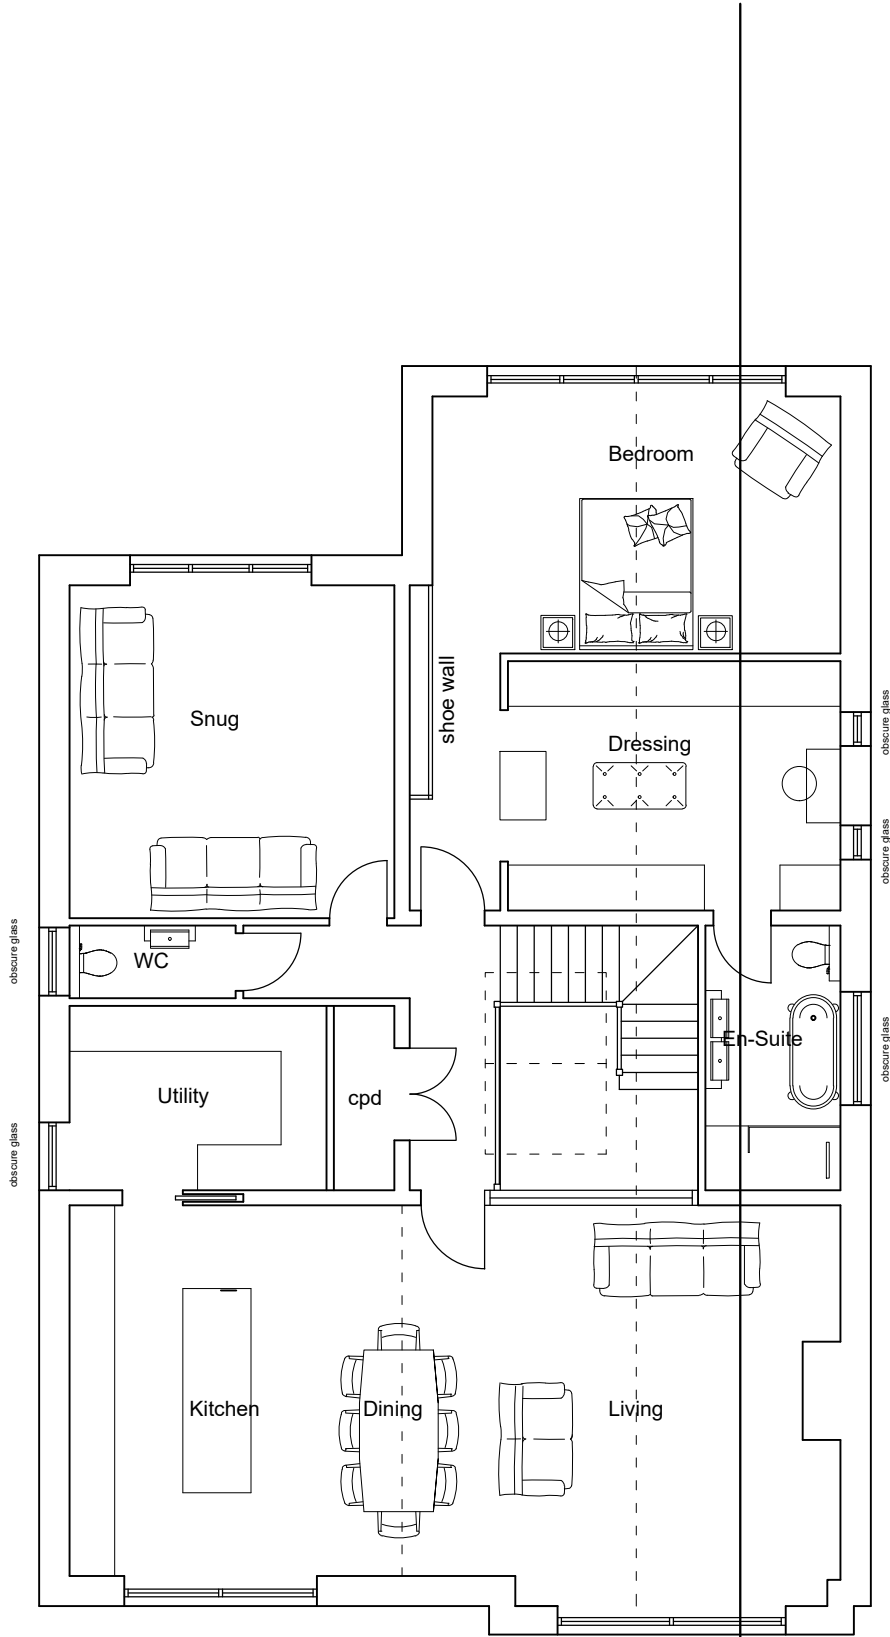 Bedroom
shoe wall
Snug
Dressing
obscure glass
obscure glass
obscure glass
WC
En-Suite
obscure glass
Utility
cpd
obscure glass
Kitchen
Dining
Living